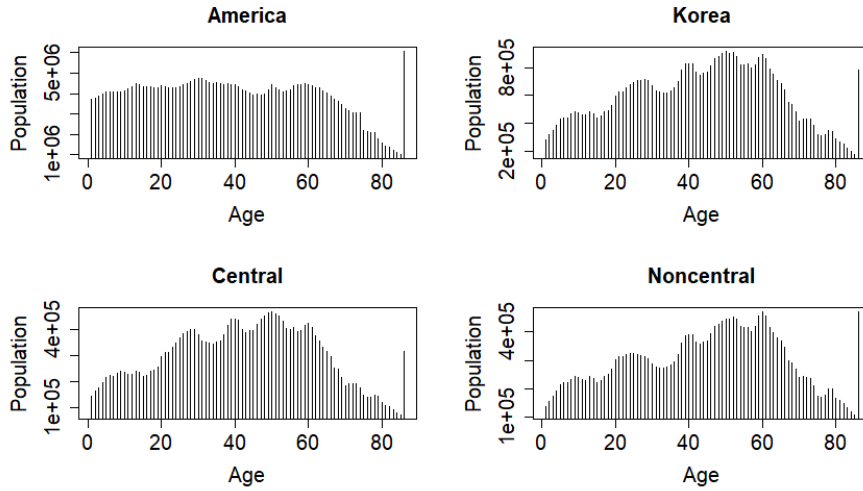 America
Population
1e+06 5e+06
0 20 40 60 80
Age
Korea
Population
2e+05 8e+05
0 20 40 60 80
Age
Central
Population
1e+05 4e+05
0 20 40 60 80
Age
Noncentral
Population
1e+05 4e+05
0 20 40 60 80
Age